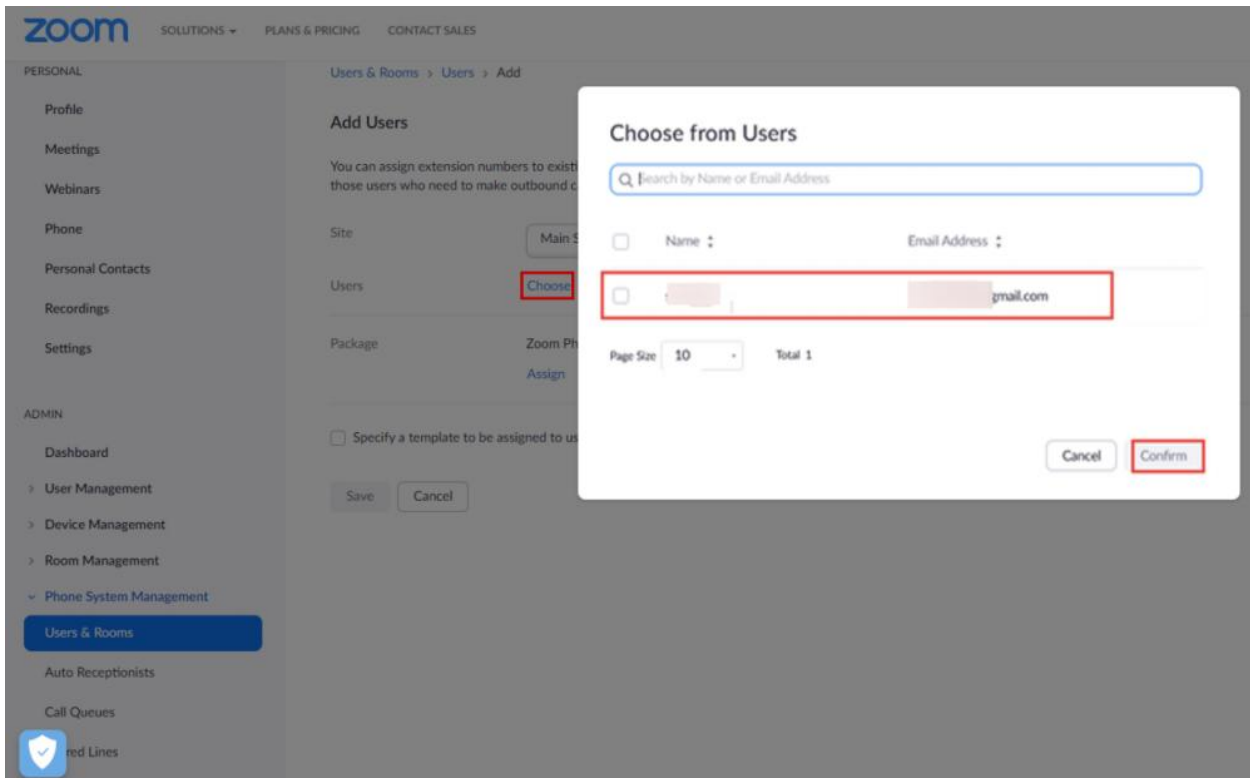 zoom SOLUTIONS PLANS & PRICING CONTACT SALES
PERSONAL
Profile
Meetings
Webinars
Phone
Personal Contacts
Recordings
Settings
ADMIN
Dashboard
User Management
Device Management
Room Management
Phone System Management
Users & Rooms
Auto Receptionists
Call Queues
red Lines
Users & Rooms > Users > Add
Add Users
You can assign extension numbers to existi
those users who need to make outbound c
Site Main S
Users Choose
Package Zoom Ph
Assign
Specify a template to be assigned to us
Save Cancel
Choose from Users
Search by Name or Email Address
Name Email Address
gmail.com
Page Size 10 Total 1
Cancel Confirm